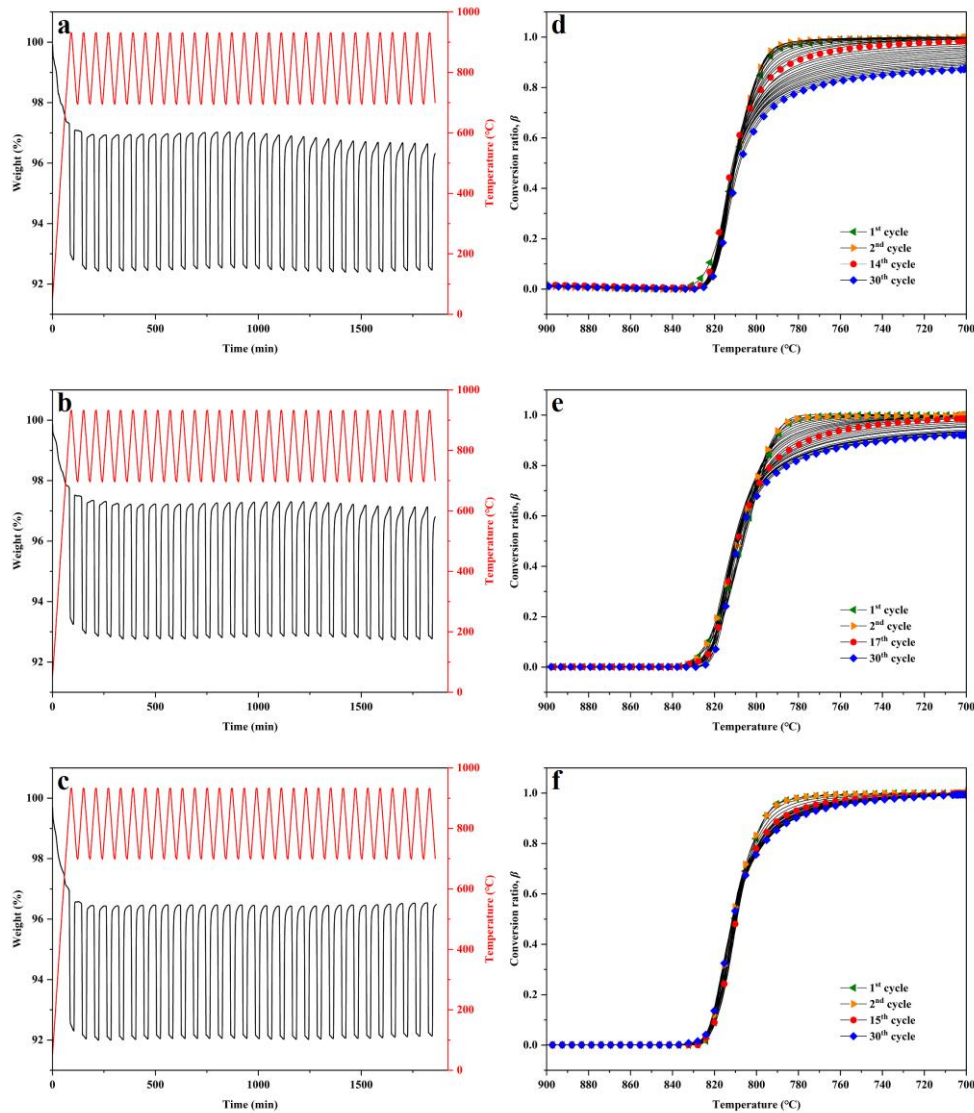 a
100
98
96
94
92
Weight (%)
1000
800
600
400
200
0
Temperature (°C)
0 500 1000 1500
Time (min)
d
1.0
0.8
0.6
0.4
0.2
0.0
Conversion ratio, β
1st cycle
2nd cycle
14th cycle
30th cycle
900 880 860 840 820 800 780 760 740 720 700
Temperature (°C)
b
100
98
96
94
92
Weight (%)
1000
800
600
400
200
0
Temperature (°C)
0 500 1000 1500
Time (min)
e
1.0
0.8
0.6
0.4
0.2
0.0
Conversion ratio, β
1st cycle
2nd cycle
17th cycle
30th cycle
900 880 860 840 820 800 780 760 740 720 700
Temperature (°C)
c
100
98
96
94
92
Weight (%)
1000
800
600
400
200
0
Temperature (°C)
0 500 1000 1500
Time (min)
f
1.0
0.8
0.6
0.4
0.2
0.0
Conversion ratio, β
1st cycle
2nd cycle
15th cycle
30th cycle
900 880 860 840 820 800 780 760 740 720 700
Temperature (°C)